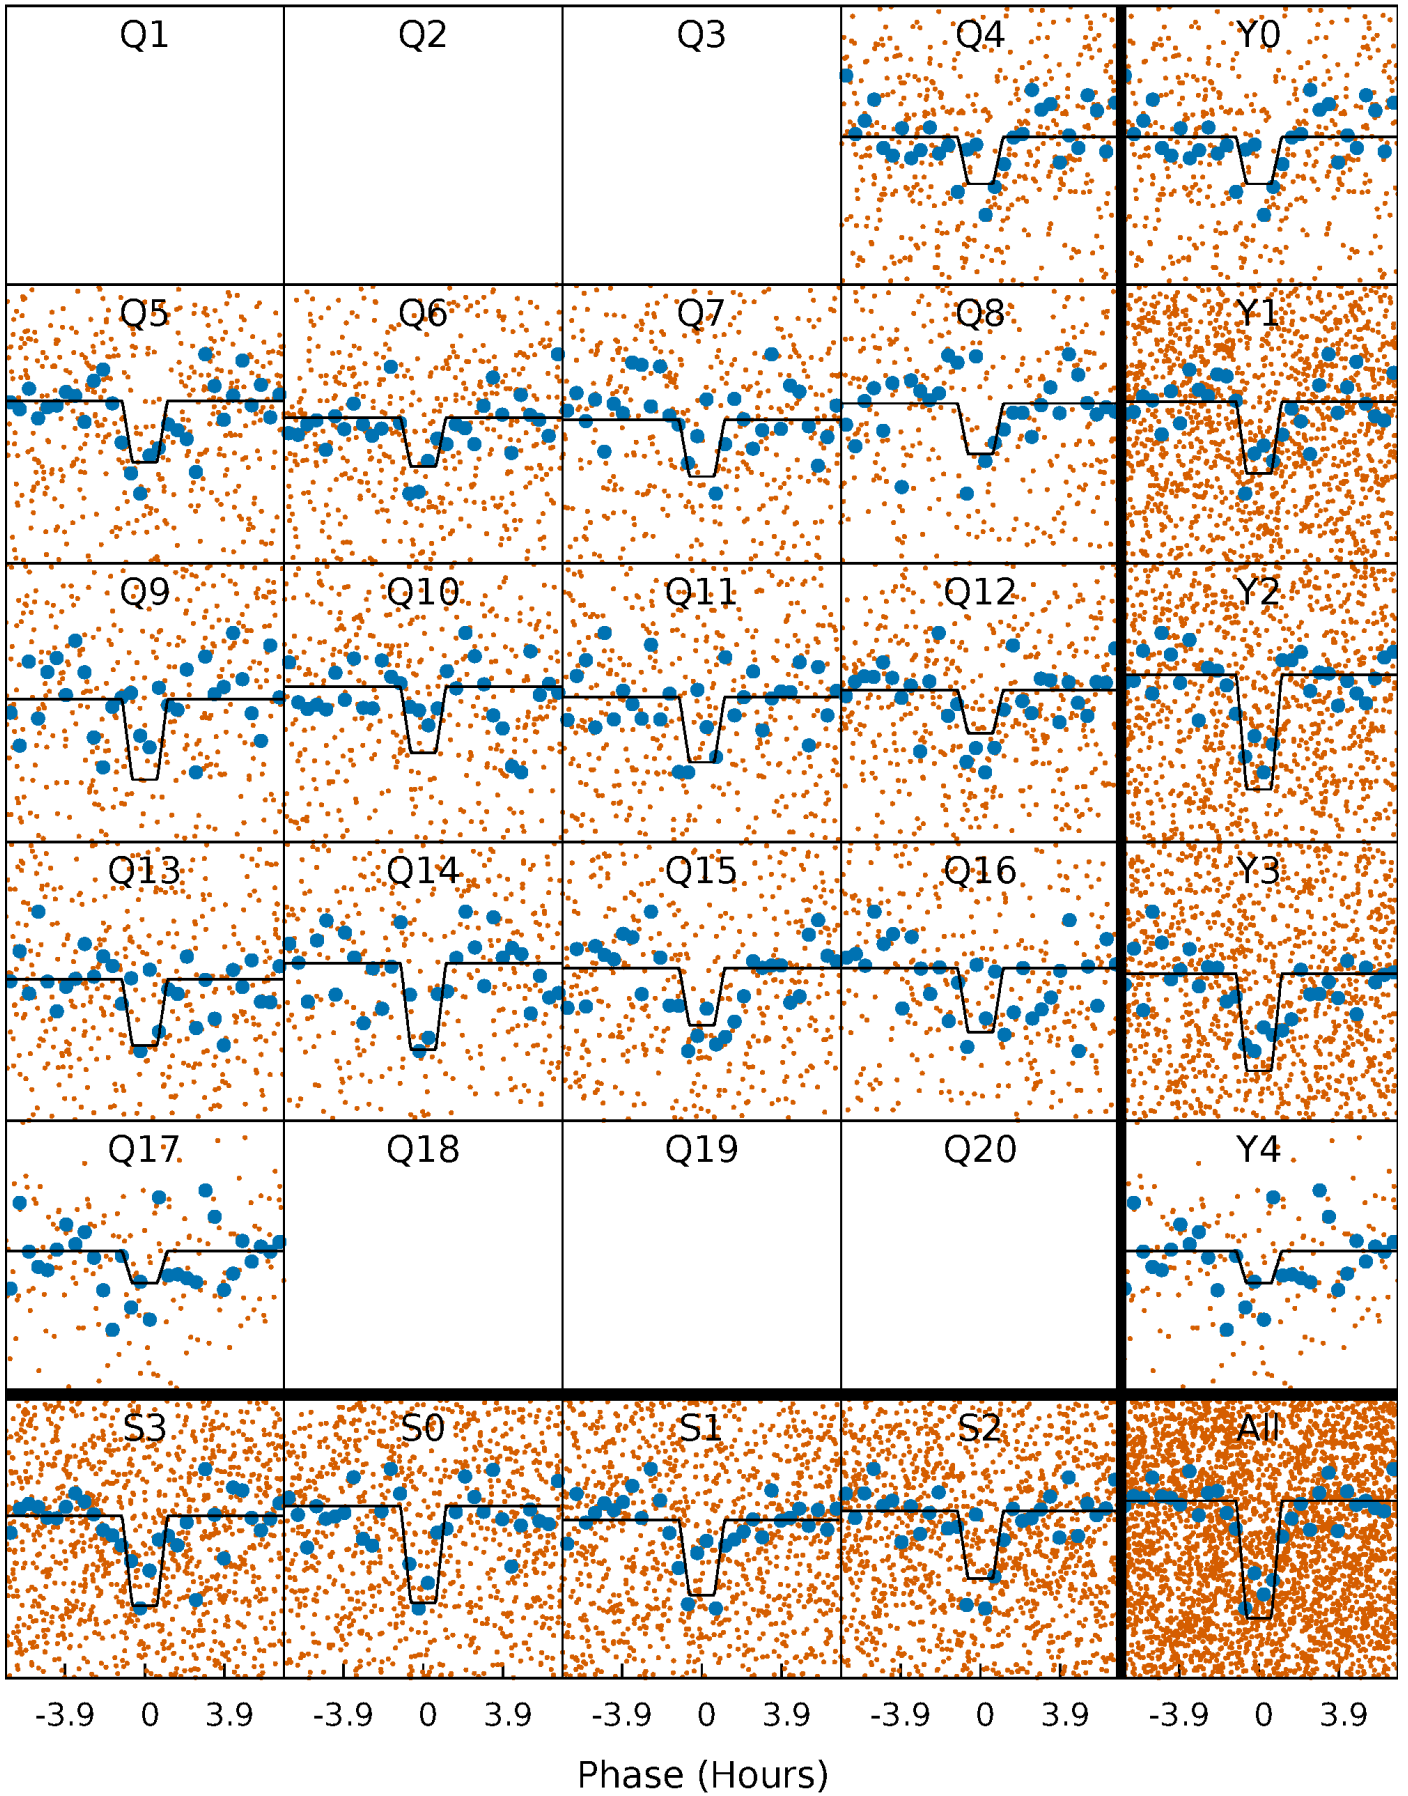 Q1 Q2 Q3 Q4 Y0
Q5 Q6 Q7 Q8 Y1
Q9 Q10 Q11 Q12 Y2
Q13 Q14 Q15 Q16 Y3
Q17 Q18 Q19 Q20 Y4
S3 S0 S1 S2 All
-3.9 0 3.9 -3.9 0 3.9 -3.9 0 3.9 -3.9 0 3.9 -3.9 0 3.9
Phase (Hours)